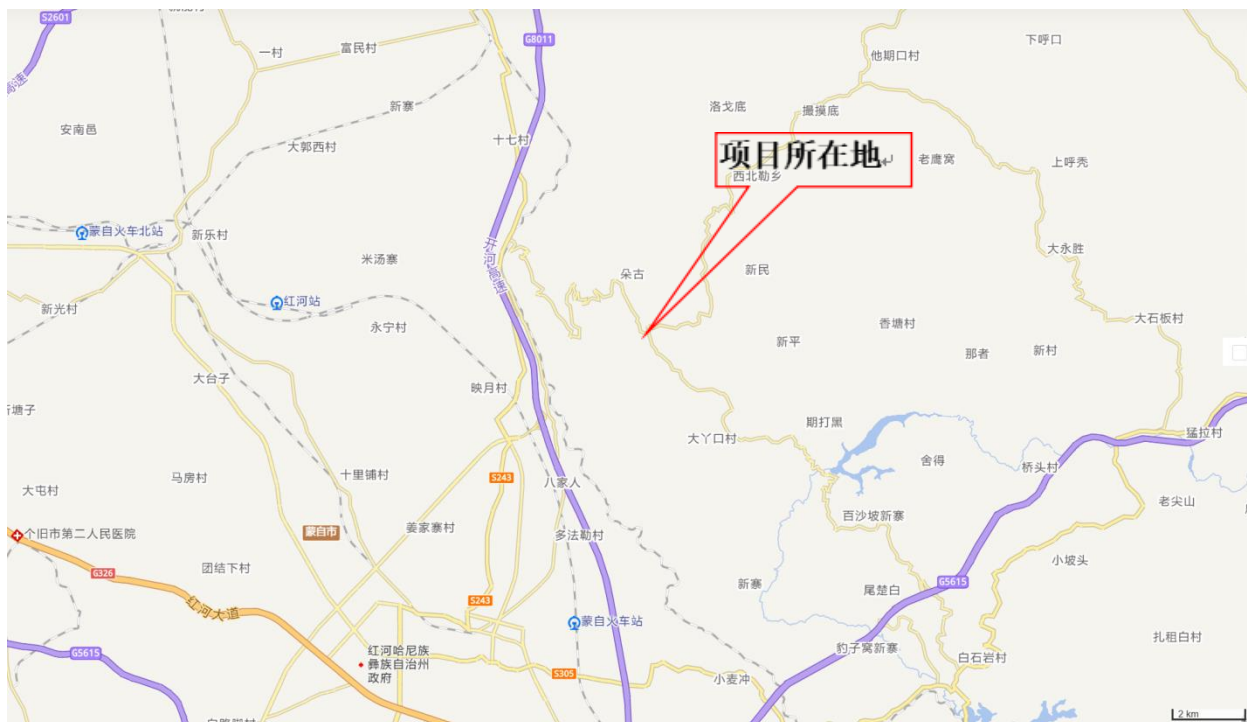 S2601
高速
一村
富民村
G8011
下呼口
他期口村
安南邑
新寨
大郭西村
十七村
洛戈底
撮摸底
项目所在地
老鹰窝
上呼秃
西北勒乡
蒙自火车北站
新乐村
米汤寨
开河高速
大永胜
朵古
新民
新光村
红河站
永宁村
新平
香塘村
大石板村
那者
新村
大台子
映月村
新塘子
大丫口村
期打黑
猛拉村
舍得
桥头村
马房村
十里铺村
S243
八家人
大屯村
老尖山
个旧市第二人民医院
蒙自市
姜家寨村
多法勒村
百沙坡新寨
小坡头
团结下村
G326
新寨
尾楚白
G5615
红河大道
S243
蒙自火车站
扎租白村
G5615
红河哈尼族
彝族自治州
政府
S305
小麦冲
豹子窝新寨
白石岩村
2 km